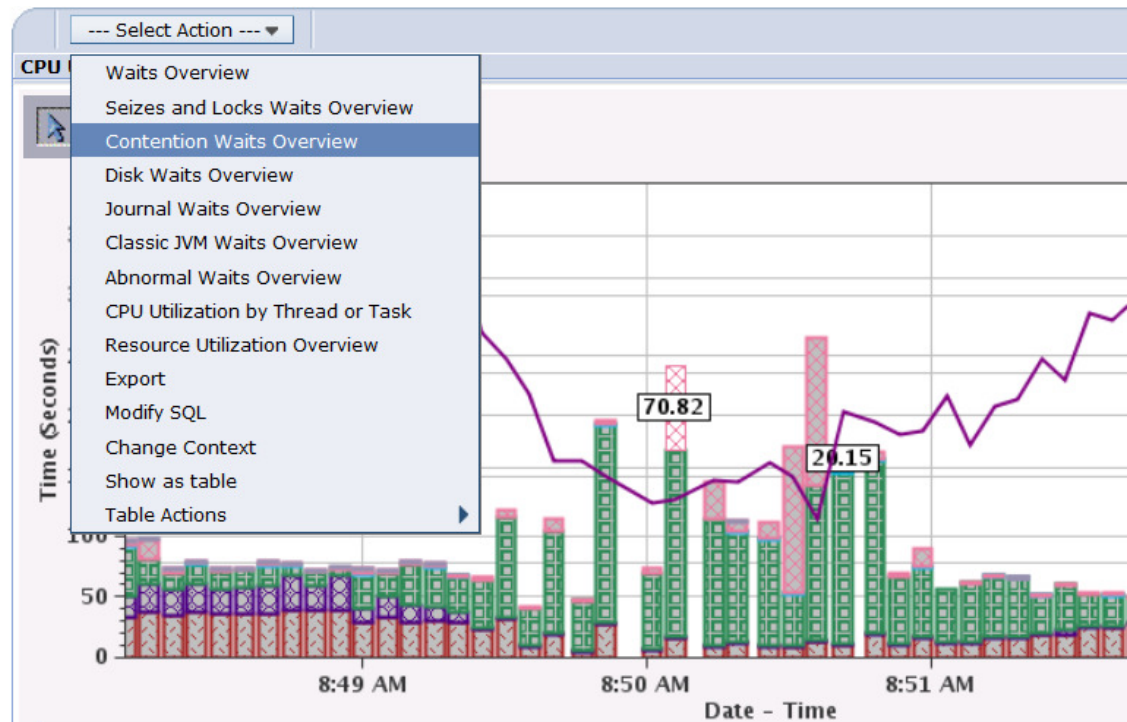 --- Select Action ---
CPU
Waits Overview
Seizes and Locks Waits Overview
Contention Waits Overview
Disk Waits Overview
Journal Waits Overview
Classic JVM Waits Overview
Abnormal Waits Overview
CPU Utilization by Thread or Task
Resource Utilization Overview
Export
Modify SQL
Change Context
Show as table
Table Actions
Time (Seconds)
70.82
20.15
100
50
0
8:49 AM
8:50 AM
8:51 AM
Date - Time